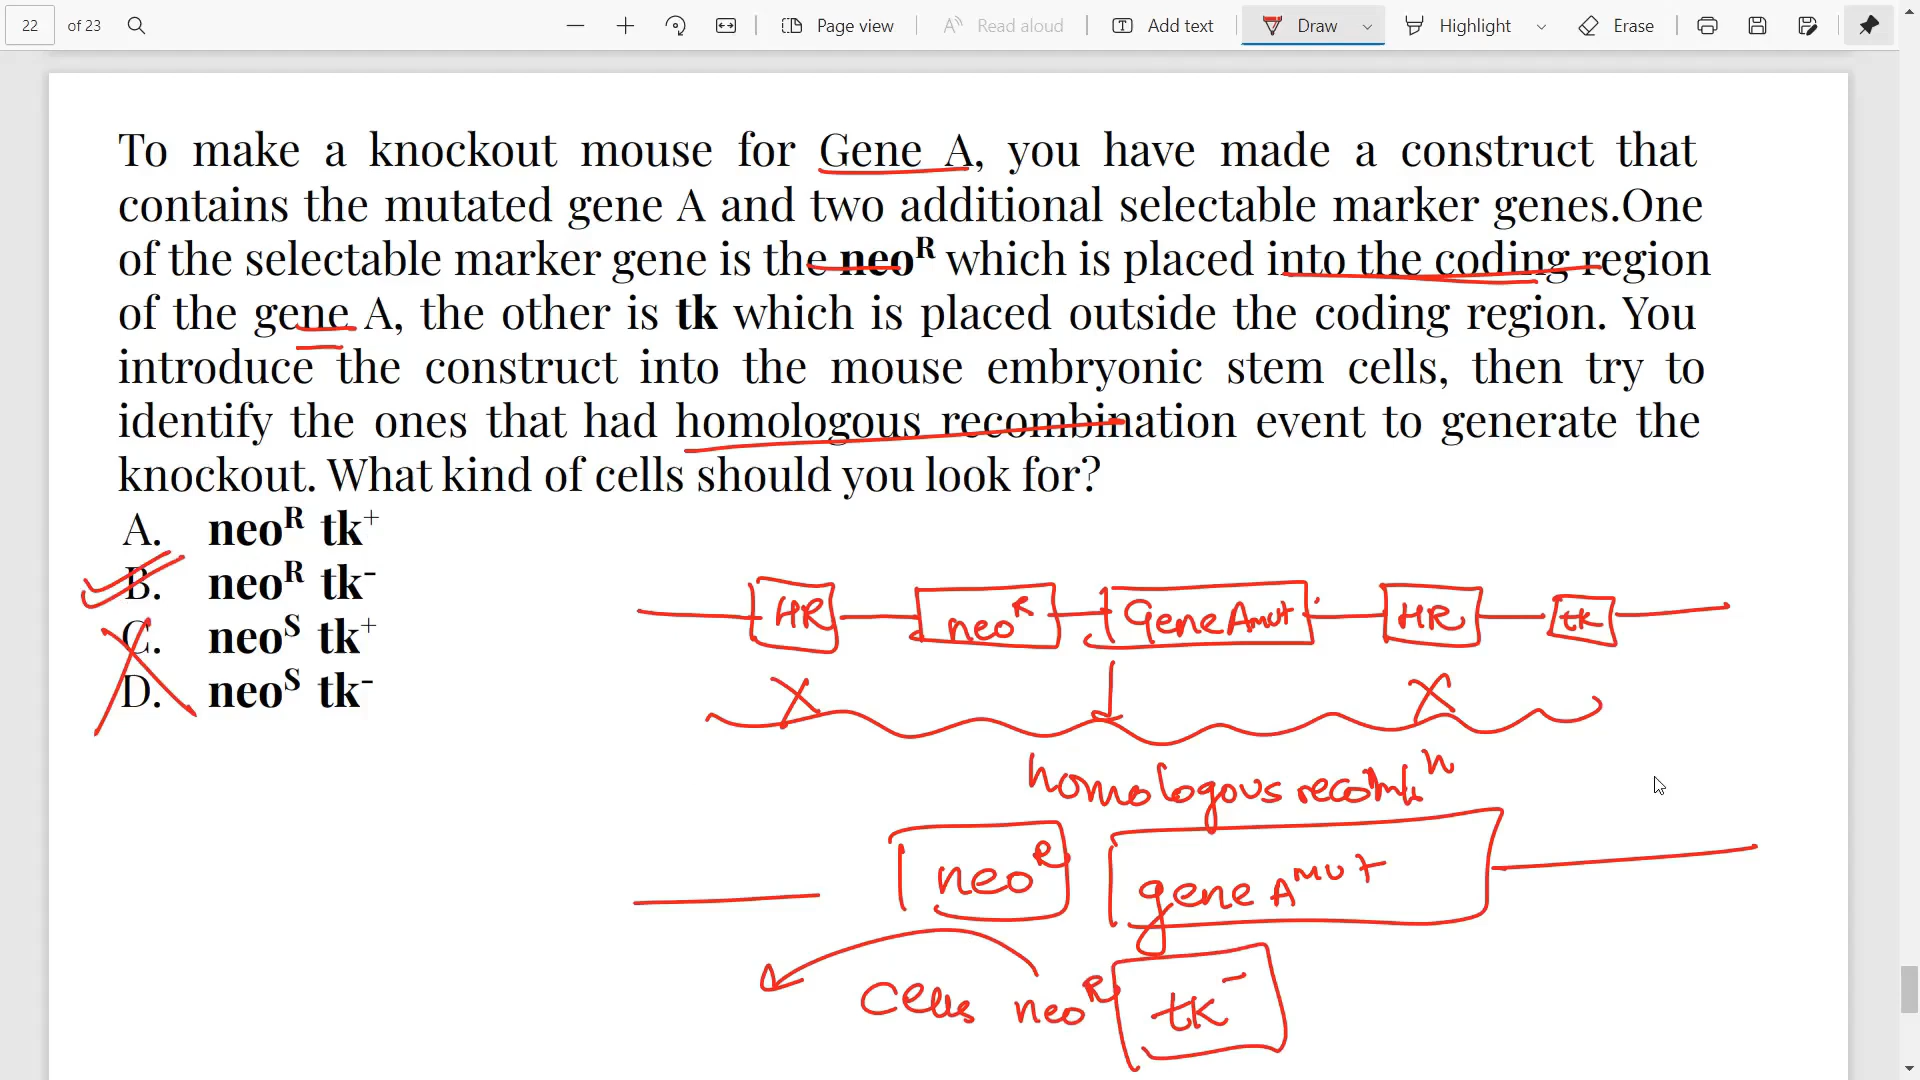 22 of 23 Page view Read aloud Add text Draw Highlight Erase
To make a knockout mouse for Gene A, you have made a construct that
contains the mutated gene A and two additional selectable marker genes.One
of the selectable marker gene is the neoᴿ which is placed into the coding region
of the gene A, the other is tk which is placed outside the coding region. You
introduce the construct into the mouse embryonic stem cells, then try to
identify the ones that had homologous recombination event to generate the
knockout. What kind of cells should you look for?
A. neoᴿ tk⁺
B. neoᴿ tk⁻
C. neoˢ tk⁺
D. neoˢ tk⁻
HR neoᴿ Gene Amut HR tk
homologous recombⁿ
neoᴿ gene Aᴹᵁᵀ
Cells neoᴿ tk⁻